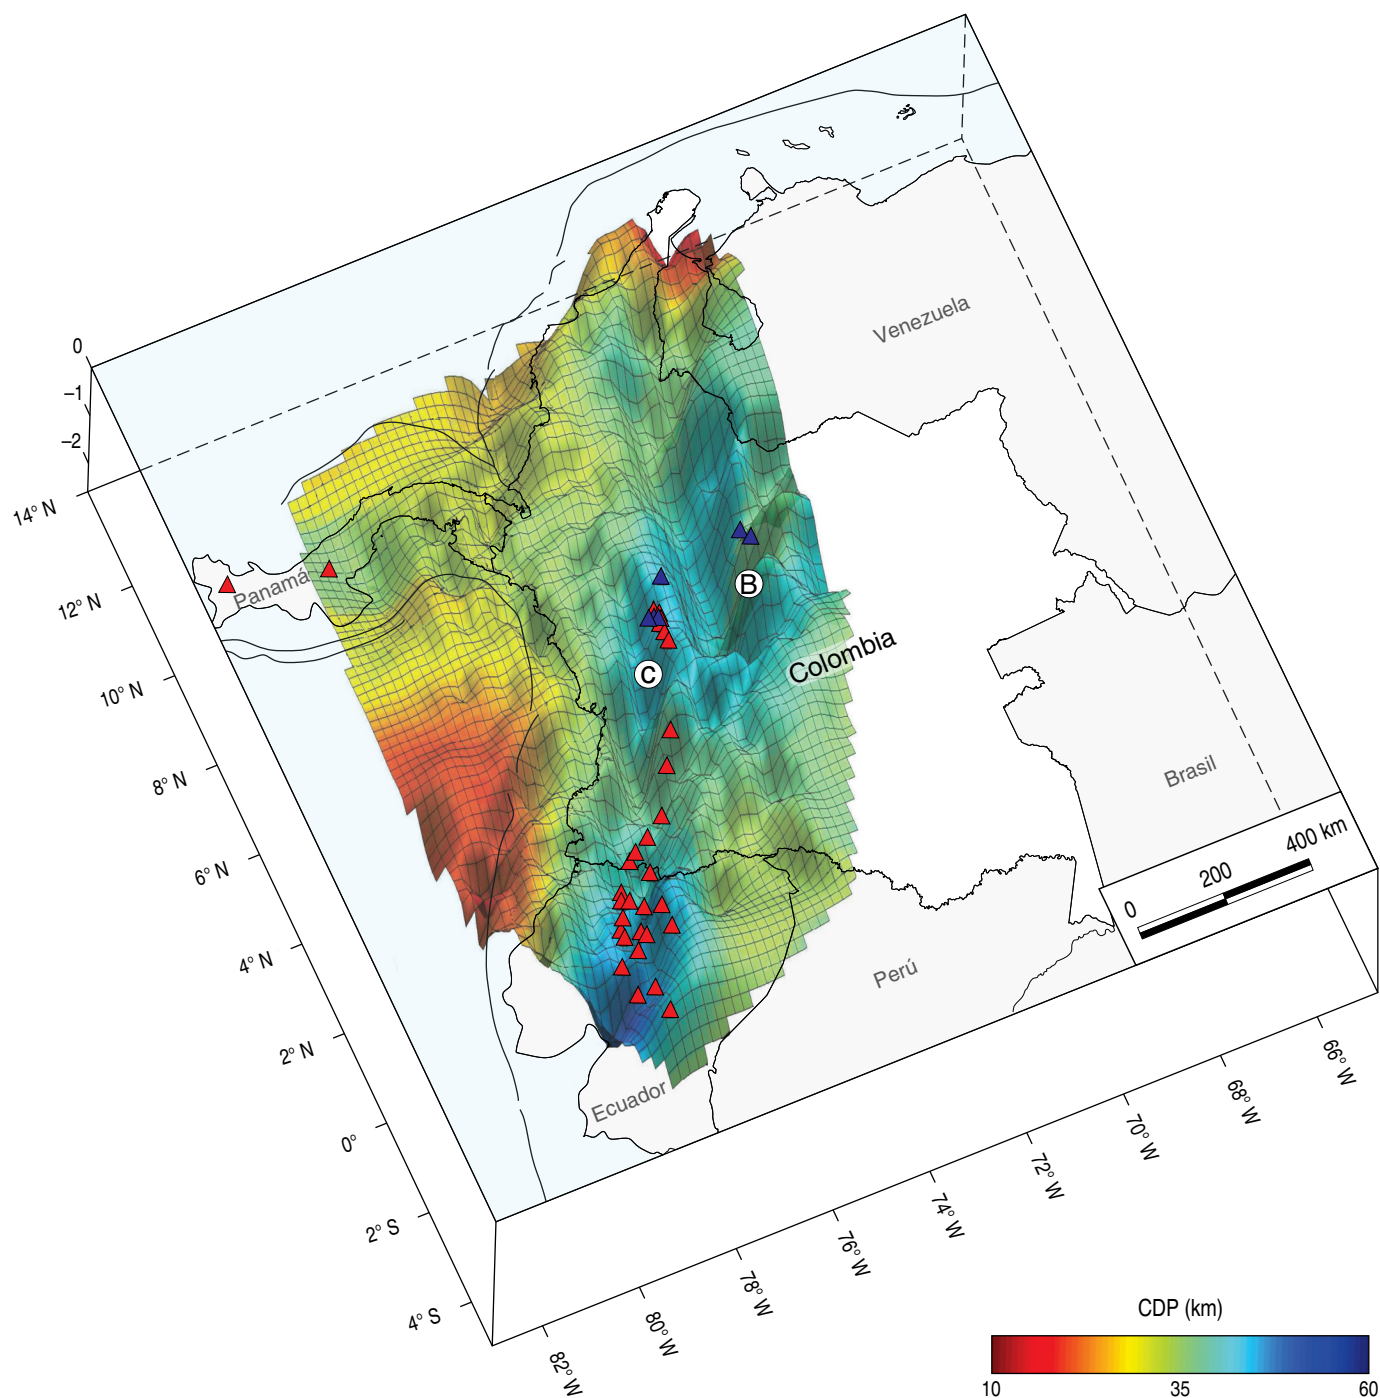 0
−1
−2
14° N
12° N
10° N
8° N
6° N
4° N
2° N
0°
2° S
4° S
82° W
80° W
78° W
76° W
74° W
72° W
70° W
68° W
66° W
Venezuela
Panamá
B
C
Colombia
Brasil
Perú
Ecuador
0 200 400 km
CDP (km)
10 35 60